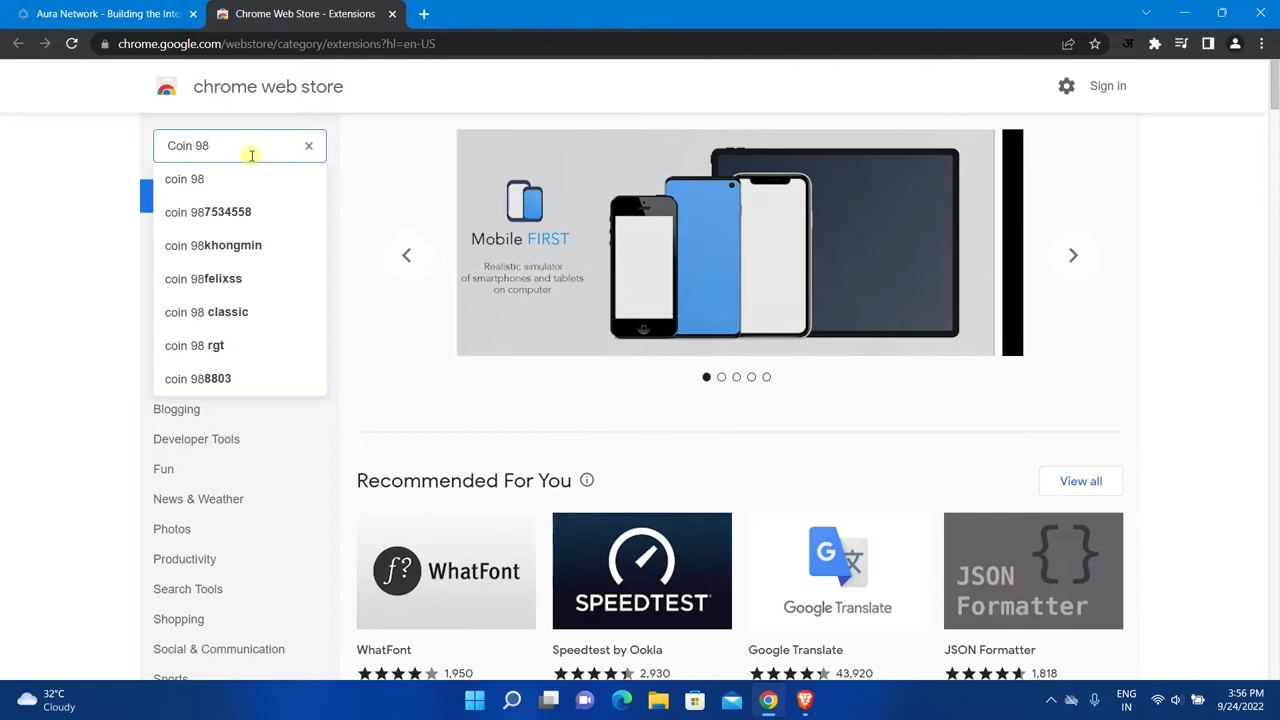 Aura Network - Building the Inte
Chrome Web Store - Extensions
chrome.google.com/webstore/category/extensions?hl=en-US
अ
chrome web store
Sign in
Coin 98
coin 98
coin 987534558
coin 98khongmin
coin 98felixss
coin 98 classic
coin 98 rgt
coin 988803
Blogging
Developer Tools
Fun
News & Weather
Photos
Productivity
Search Tools
Shopping
Social & Communication
Sports
Mobile FIRST
Realistic simulator
of smartphones and tablets
on computer
Recommended For You
View all
f? WhatFont
SPEEDTEST
G 文
Google Translate
{ }
JSON
Formatter
WhatFont
Speedtest by Ookla
Google Translate
JSON Formatter
1,950
2,930
43,920
1,818
32°C
Cloudy
ENG
IN
3:56 PM
9/24/2022